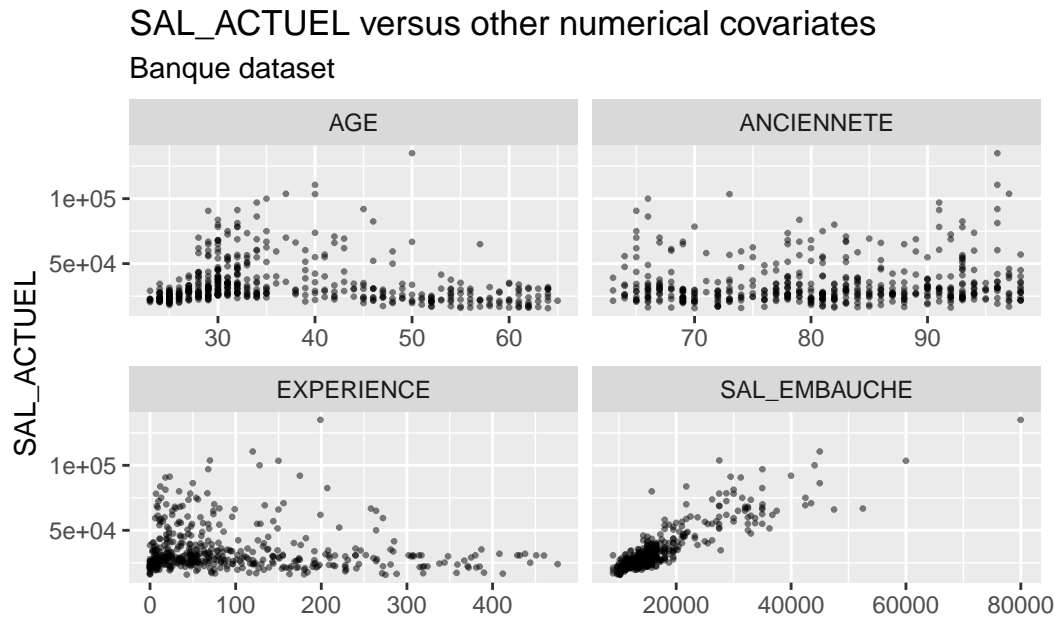 SAL_ACTUEL versus other numerical covariates
Banque dataset
AGE
ANCIENNETE
1e+05
5e+04
30 40 50 60
70 80 90
SAL_ACTUEL
EXPERIENCE
SAL_EMBAUCHE
1e+05
5e+04
0 100 200 300 400
20000 40000 60000 80000